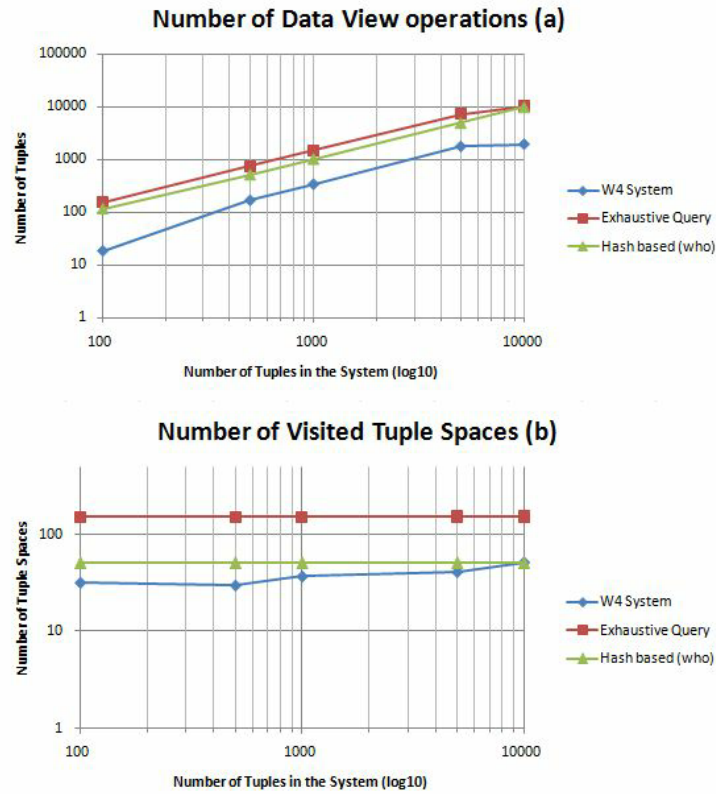 Number of Data View operations (a)
100000
10000
1000
100
10
1
Number of Tuples
100
1000
10000
Number of Tuples in the System (log10)
W4 System
Exhaustive Query
Hash based (who)
Number of Visited Tuple Spaces (b)
100
10
1
Number of Tuple Spaces
100
1000
10000
Number of Tuples in the System (log10)
W4 System
Exhaustive Query
Hash based (who)